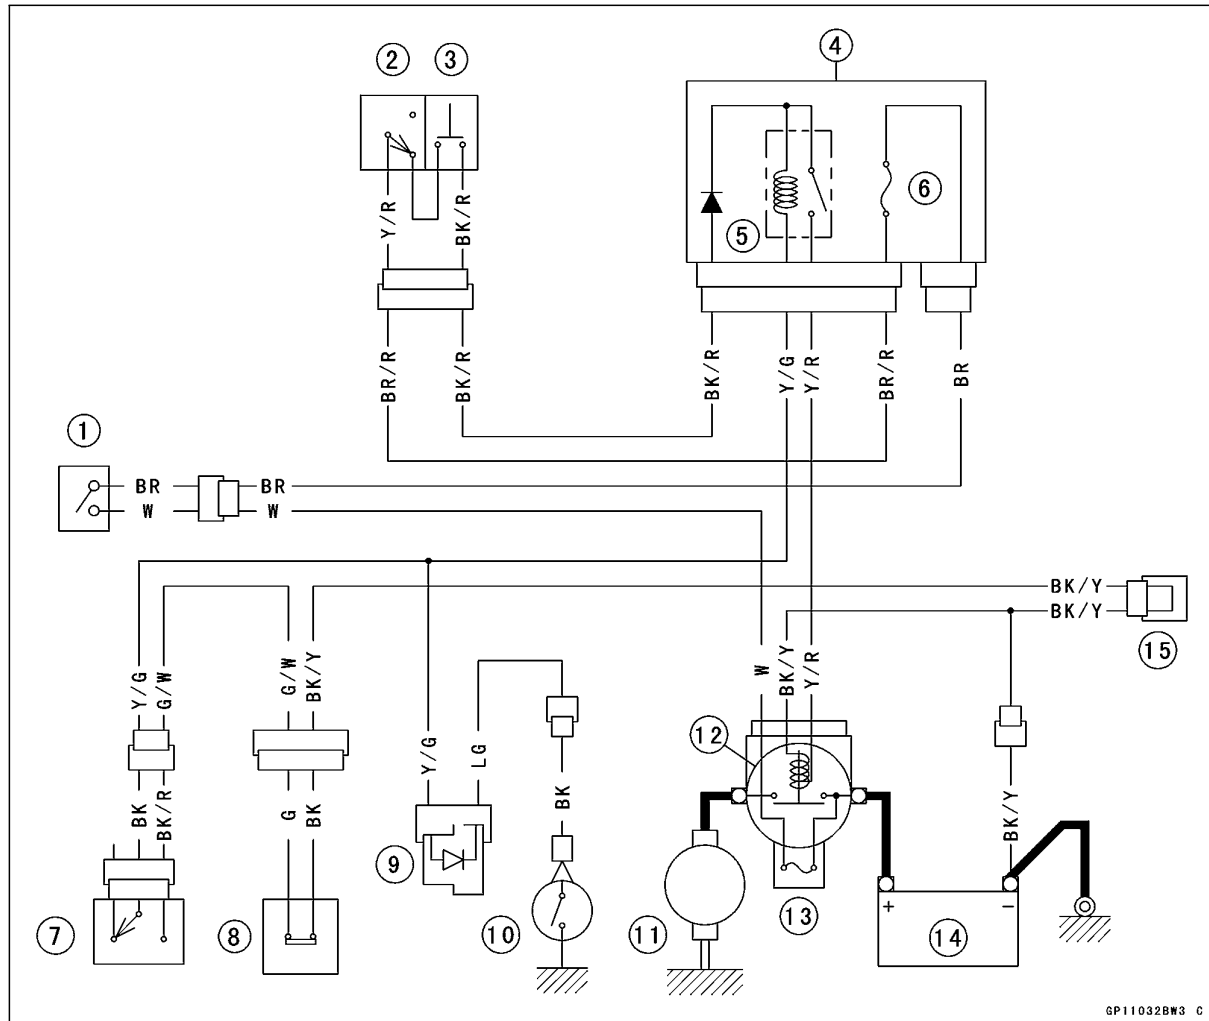 2
3
4
5
6
Y/R
BK/R
BR/R
BK/R
BK/R
Y/G
Y/R
BR/R
BR
1
BR
BR
W
W
BK/Y
BK/Y
15
Y/G
G/W
G/W
BK/Y
W
BK/Y
Y/R
12
Y/G
LG
BK
BK/R
G
BK
BK
BK/Y
7
8
9
10
11
13
+
−
14
GP11032BW3 C